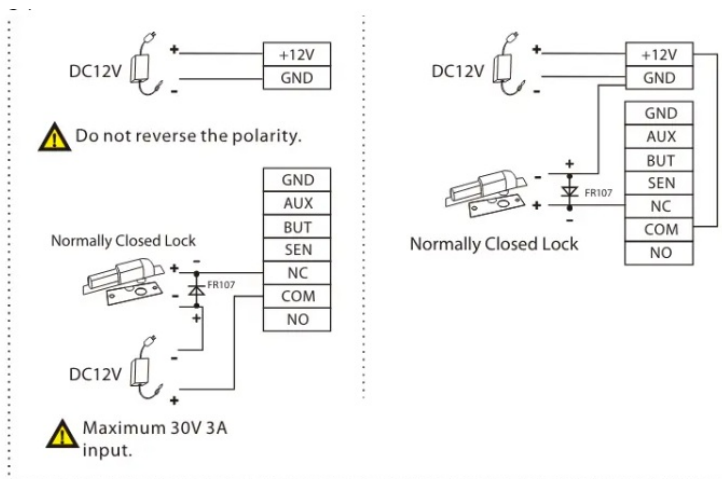 DC12V
+
-
+12V
GND
Do not reverse the polarity.
Normally Closed Lock
+
-
-
FR107
+
GND
AUX
BUT
SEN
NC
COM
NO
DC12V
-
+
Maximum 30V 3A
input.
DC12V
+
-
+12V
GND
Normally Closed Lock
-
+
+
FR107
-
GND
AUX
BUT
SEN
NC
COM
NO